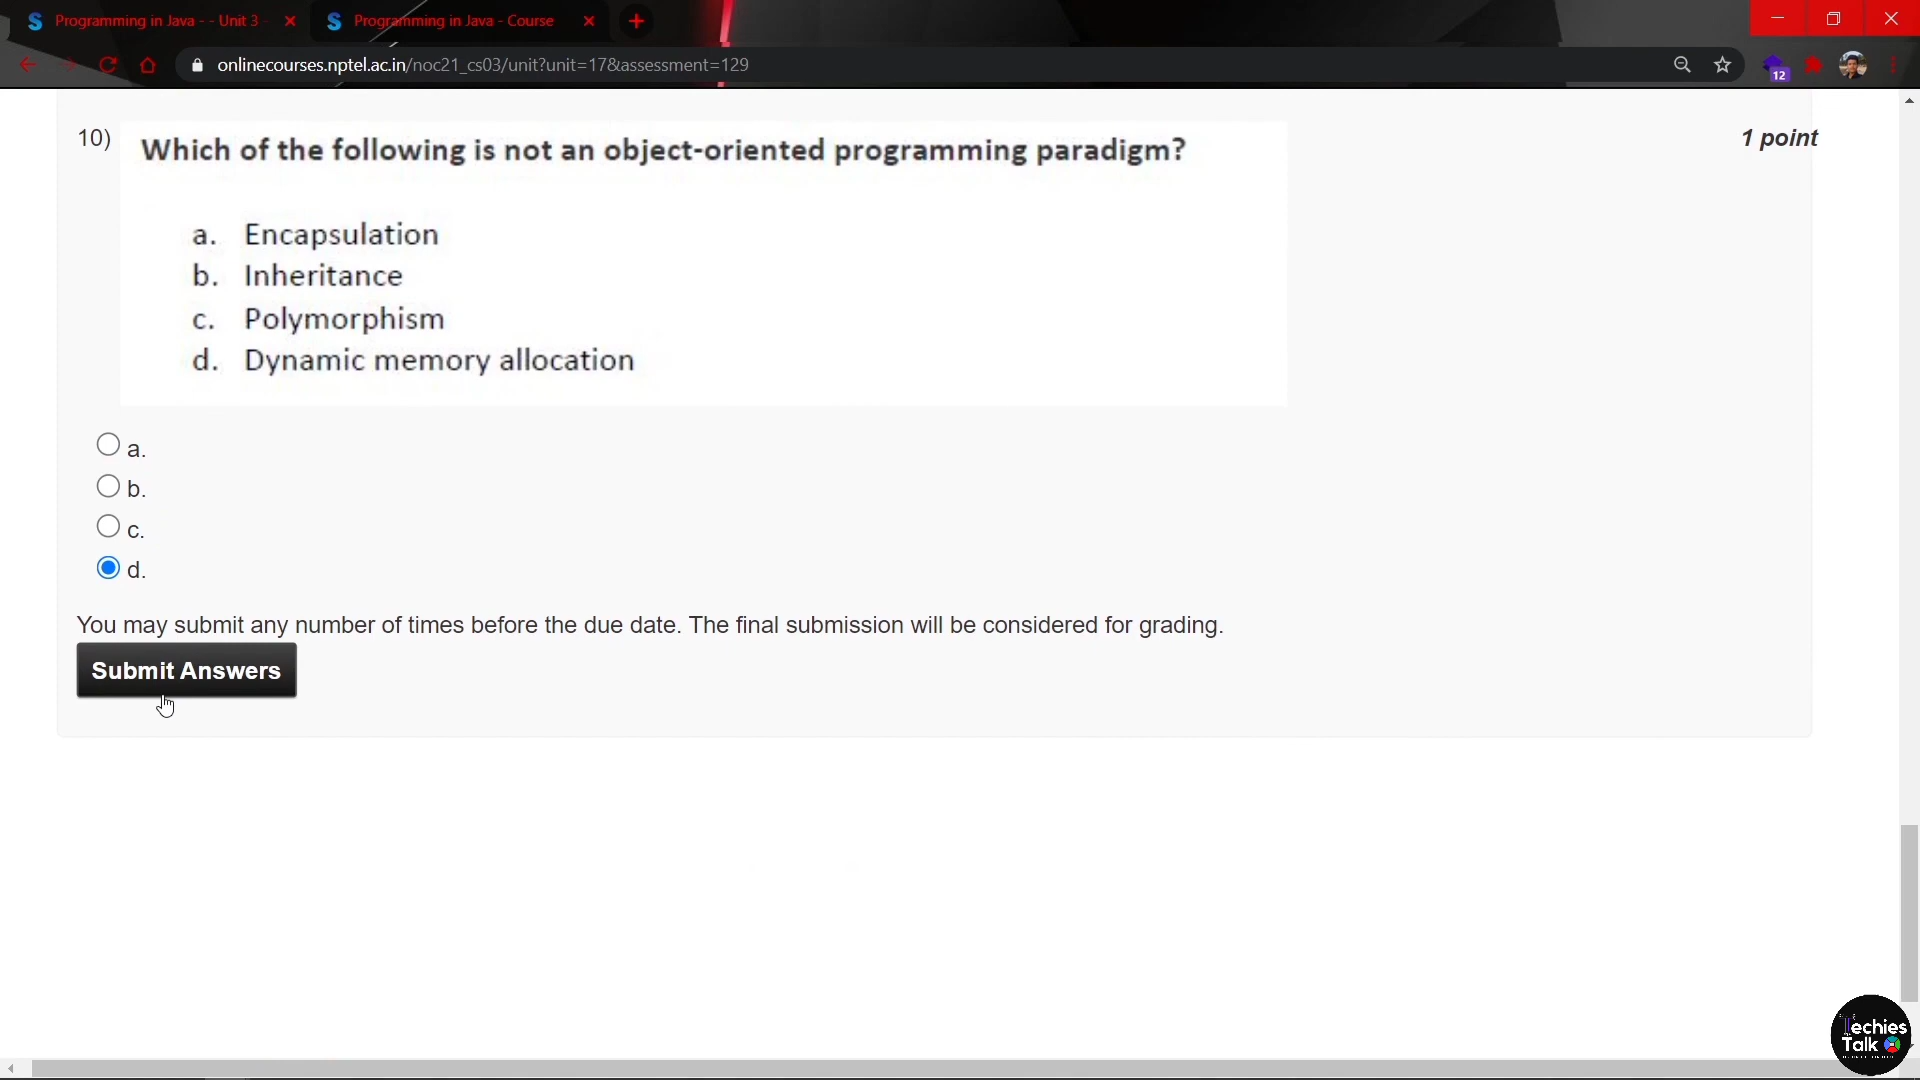 Programming in Java - - Unit 3 -
Programming in Java - Course
onlinecourses.nptel.ac.in/noc21_cs03/unit?unit=17&assessment=129
12
10)
Which of the following is not an object-oriented programming paradigm?
1 point
a. Encapsulation
b. Inheritance
c. Polymorphism
d. Dynamic memory allocation
a.
b.
c.
d.
You may submit any number of times before the due date. The final submission will be considered for grading.
Submit Answers
Techies
Talk